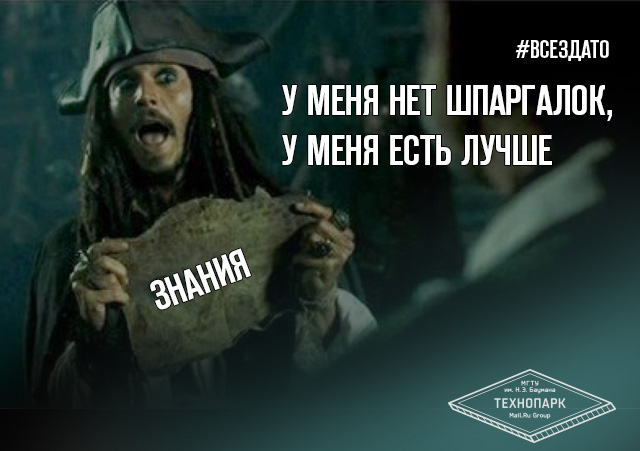 #ВСЕЗДАТО
У МЕНЯ НЕТ ШПАРГАЛОК,
У МЕНЯ ЕСТЬ ЛУЧШЕ
ЗНАНИЯ
МГТУ
им. Н.Э. Баумана
ТЕХНОПАРК
Mail.Ru Group